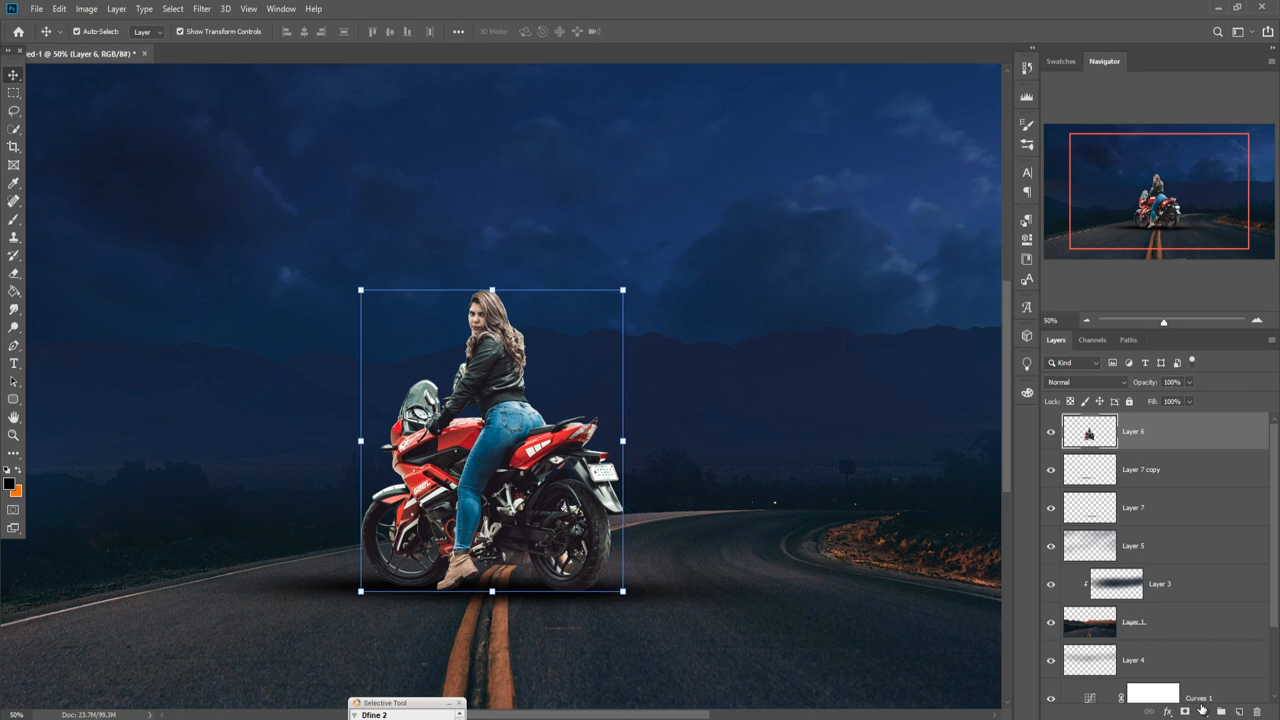 Ps File Edit Image Layer Type Select Filter 3D View Window Help
Auto-Select: Layer Show Transform Controls 3D Mode:
ed-1 @ 50% (Layer 6, RGB/8#) *
Swatches Navigator
50%
Layers Channels Paths
Kind
Normal Opacity: 100%
Lock: Fill: 100%
Layer 6
Layer 7 copy
Layer 7
Layer 5
Layer 3
Layer 1
Layer 4
Curves 1
Selective Tool
Dfine 2
50% Doc: 23.7M/99.3M